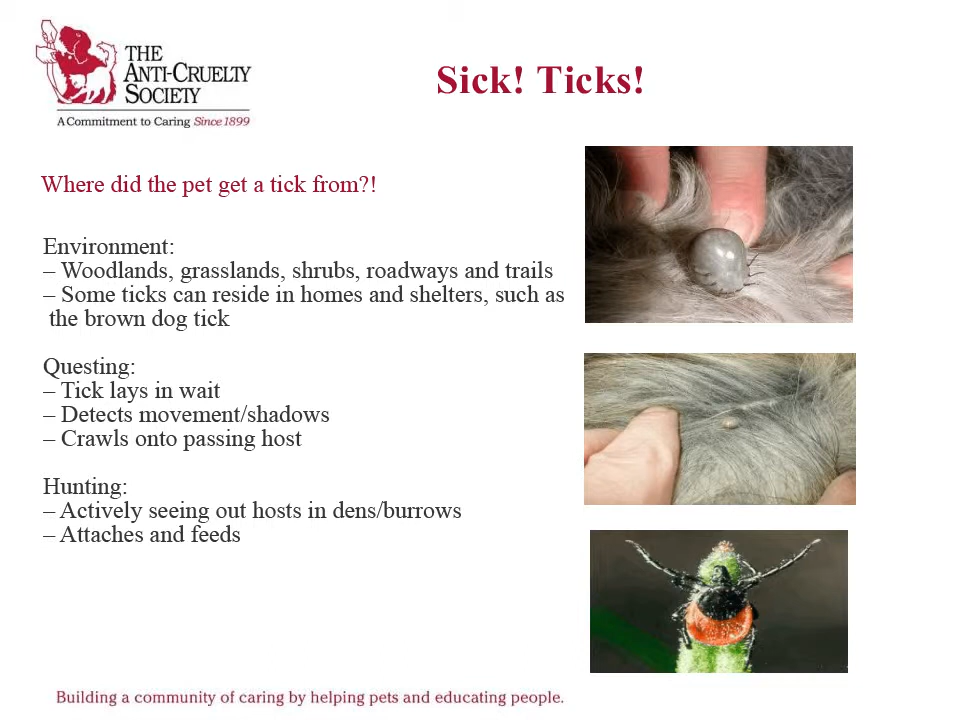 THE
ANTI-CRUELTY
SOCIETY
A Commitment to Caring Since 1899
Sick! Ticks!
Where did the pet get a tick from?!
Environment:
– Woodlands, grasslands, shrubs, roadways and trails
– Some ticks can reside in homes and shelters, such as
the brown dog tick
Questing:
– Tick lays in wait
– Detects movement/shadows
– Crawls onto passing host
Hunting:
– Actively seeing out hosts in dens/burrows
– Attaches and feeds
Building a community of caring by helping pets and educating people.